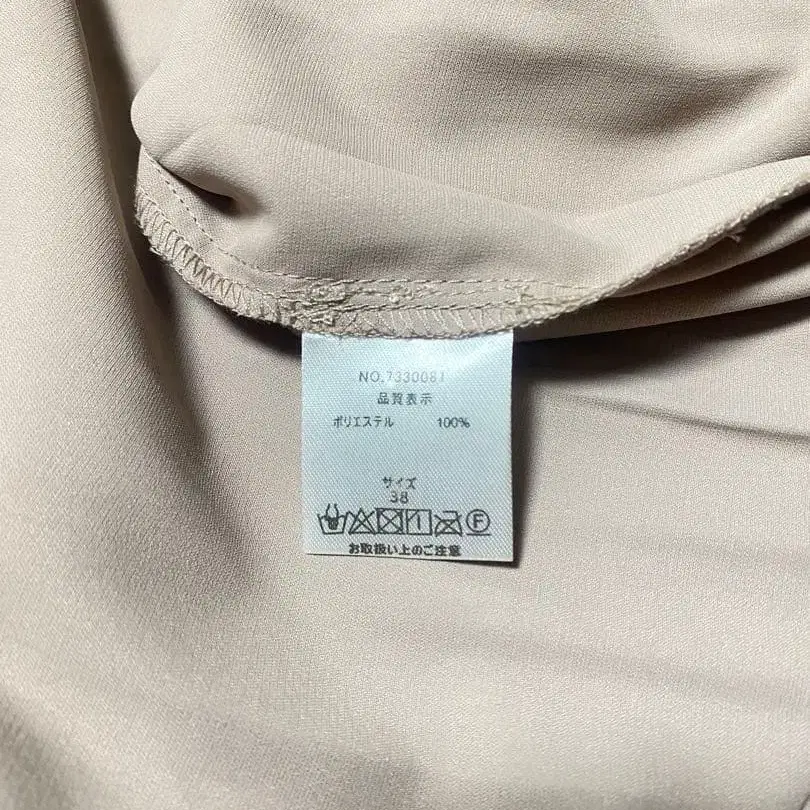 NO.7330081
品質表示
ポリエステル 100%
サイズ
38
F
お取扱い上のご注意